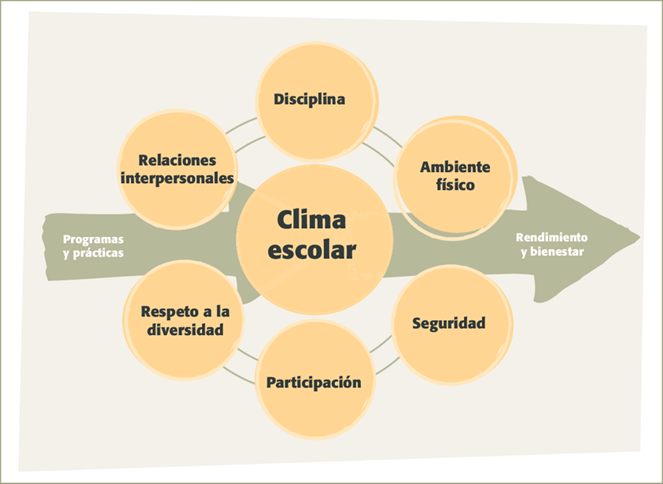 Disciplina
Relaciones
interpersonales
Ambiente
físico
Clima
escolar
Programas
y prácticas
Rendimiento
y bienestar
Respeto a la
diversidad
Seguridad
Participación